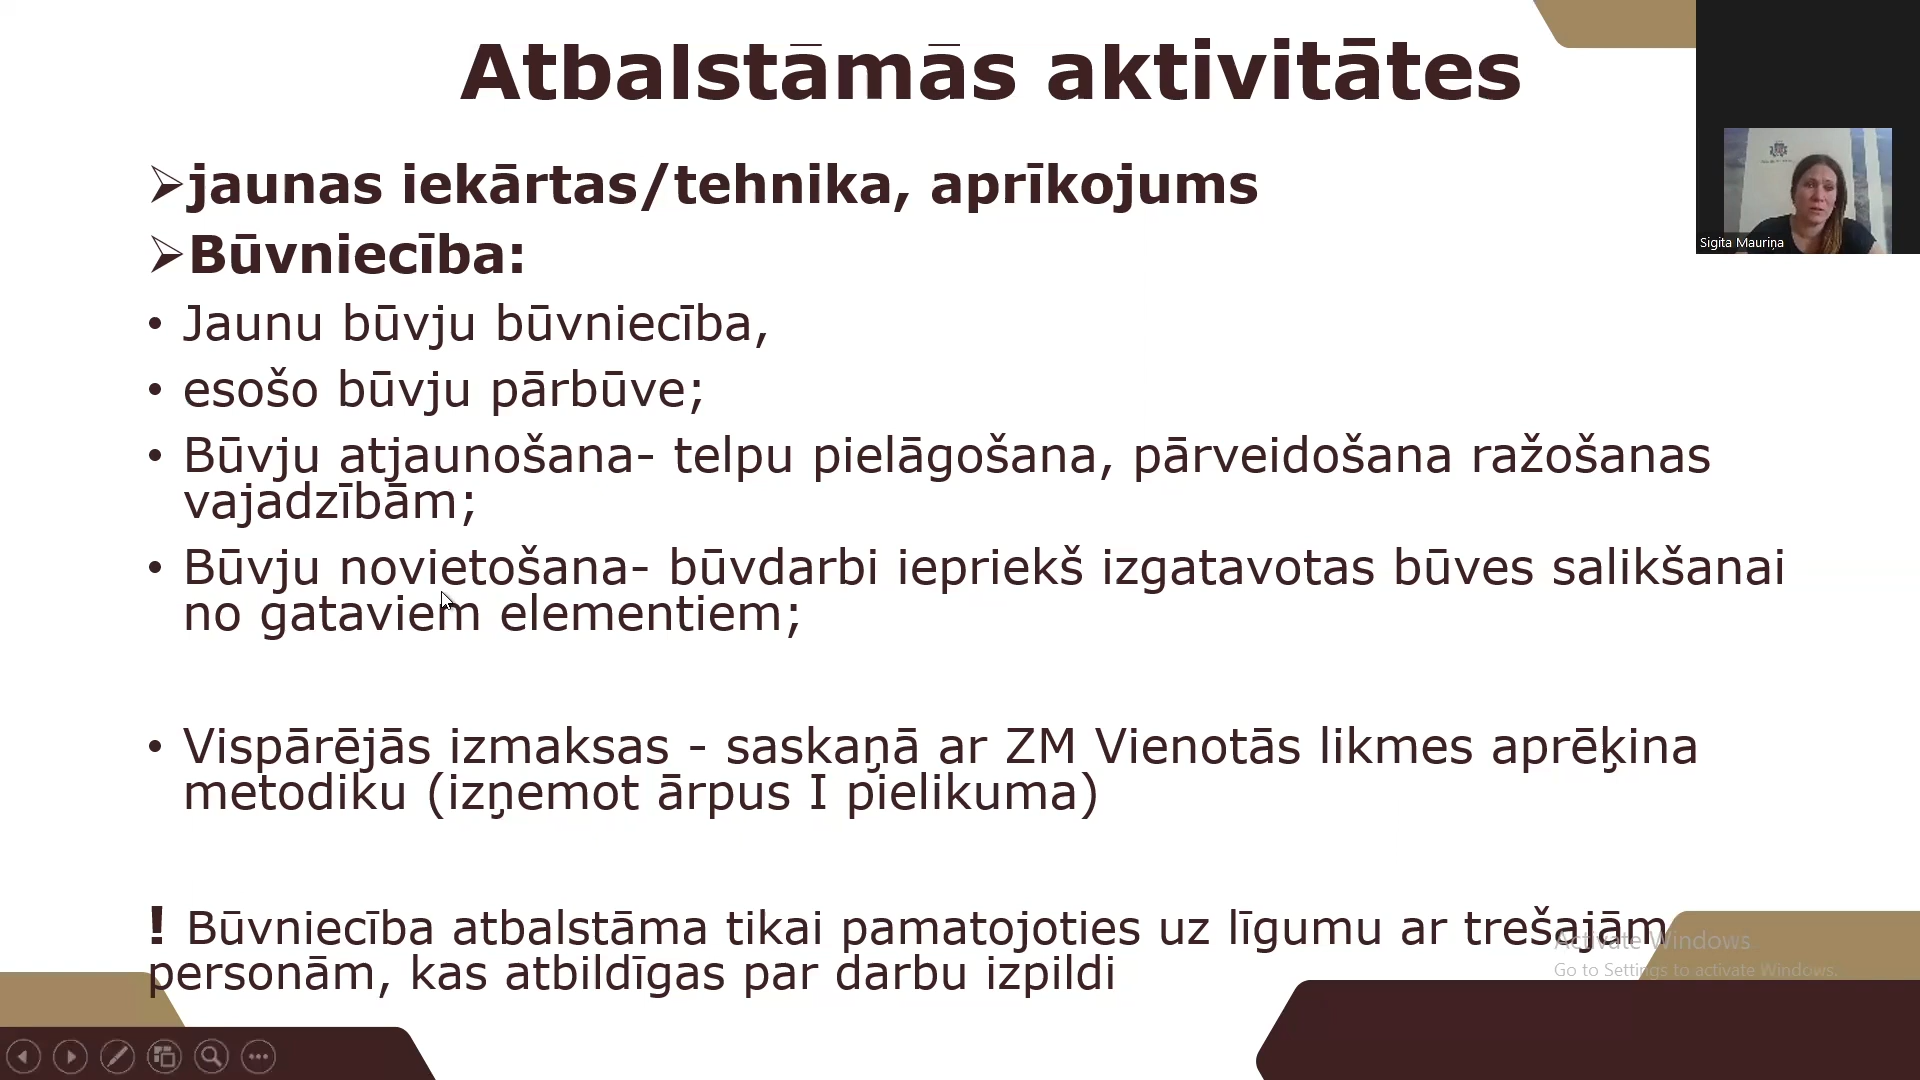 Atbalstāmās aktivitātes
➢jaunas iekārtas/tehnika, aprīkojums
➢Būvniecība:
• Jaunu būvju būvniecība,
• esošo būvju pārbūve;
• Būvju atjaunošana- telpu pielāgošana, pārveidošana ražošanas
vajadzībām;
• Būvju novietošana- būvdarbi iepriekš izgatavotas būves salikšanai
no gataviem elementiem;
• Vispārējās izmaksas - saskaņā ar ZM Vienotās likmes aprēķina
metodiku (izņemot ārpus I pielikuma)
! Būvniecība atbalstāma tikai pamatojoties uz līgumu ar trešajām
personām, kas atbildīgas par darbu izpildi
Sigita Mauriņa
Activate Windows
Go to Settings to activate Windows.